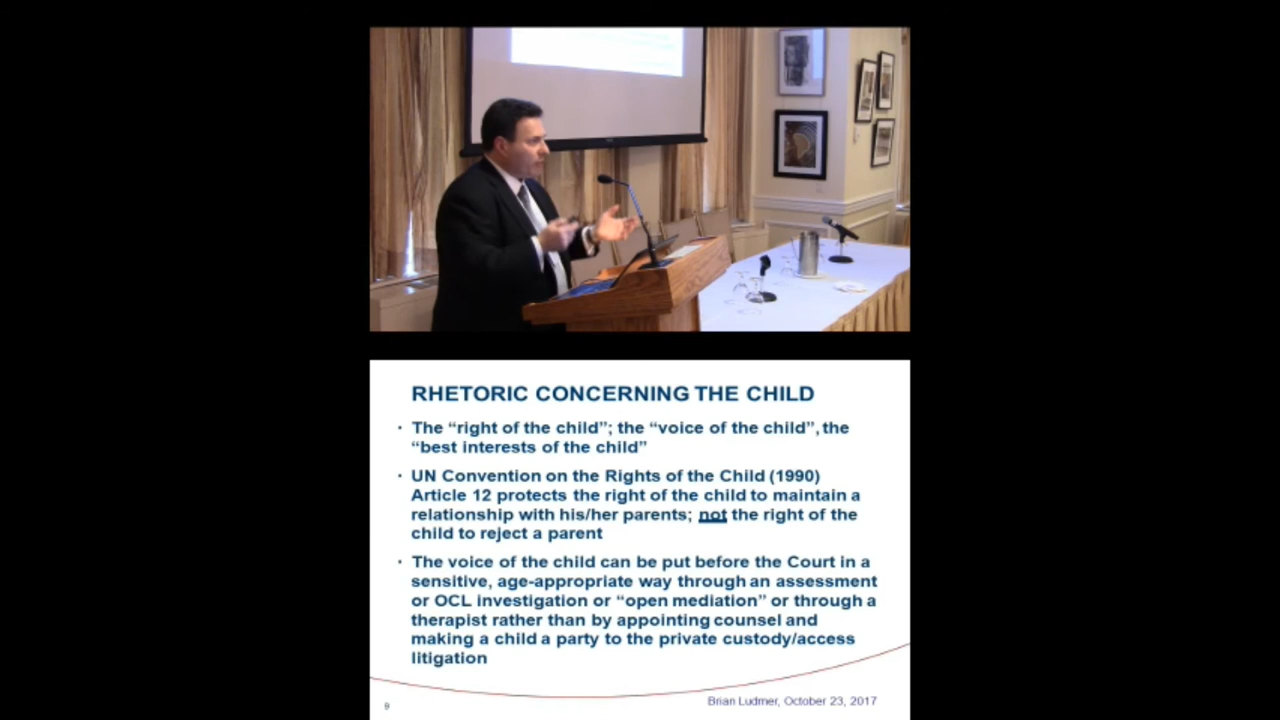 RHETORIC CONCERNING THE CHILD
· The “right of the child”; the “voice of the child”, the
“best interests of the child”
· UN Convention on the Rights of the Child (1990)
Article 12 protects the right of the child to maintain a
relationship with his/her parents; not the right of the
child to reject a parent
· The voice of the child can be put before the Court in a
sensitive, age-appropriate way through an assessment
or OCL investigation or “open mediation” or through a
therapist rather than by appointing counsel and
making a child a party to the private custody/access
litigation
9
Brian Ludmer, October 23, 2017